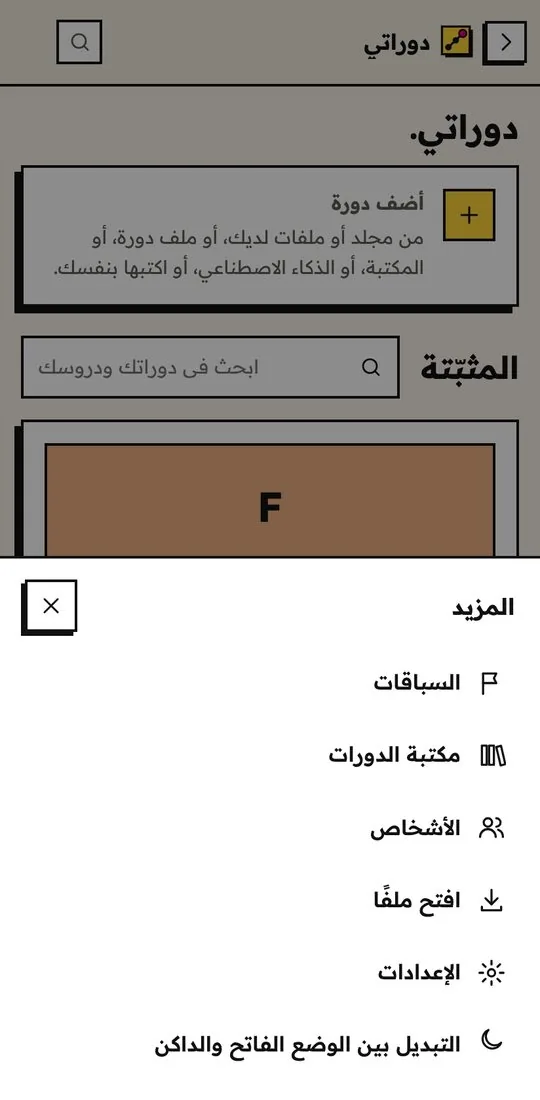 دوراتي
دوراتي.
أضف دورة
من مجلد أو ملفات لديك، أو ملف دورة، أو
المكتبة، أو الذكاء الاصطناعي، أو اكتبها بنفسك.
المثبّتة
ابحث في دوراتك ودروسك
F
المزيد
السباقات
مكتبة الدورات
الأشخاص
افتح ملفًا
الإعدادات
التبديل بين الوضع الفاتح والداكن